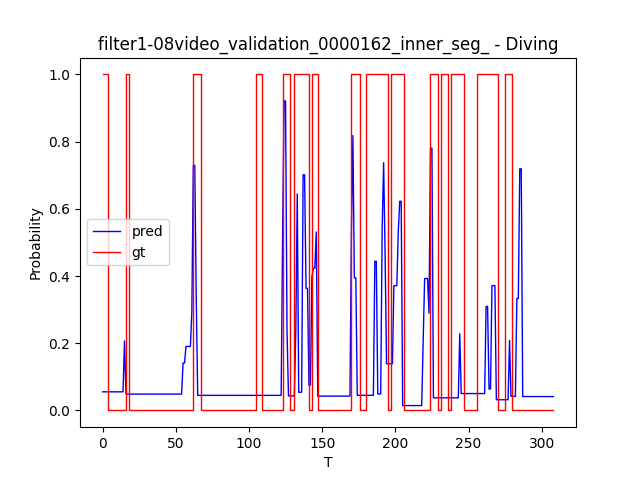 filter1-08video_validation_0000162_inner_seg_ - Diving
1.0
0.8
0.6
0.4
0.2
0.0
Probability
pred
gt
0 50 100 150 200 250 300
T